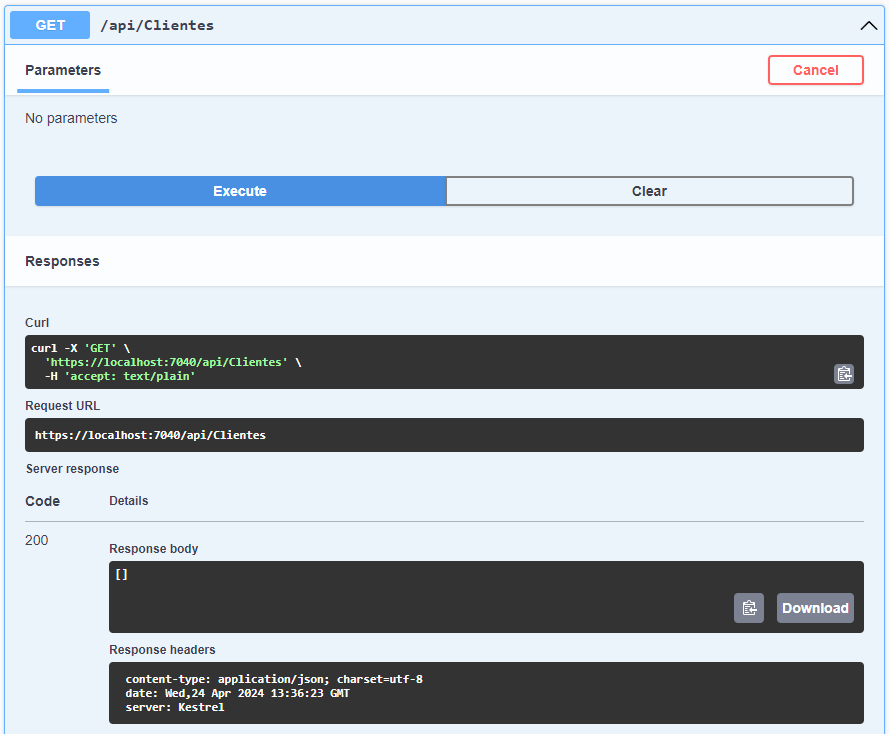 GET /api/Clientes
Parameters
Cancel
No parameters
Execute
Clear
Responses
Curl
curl -X 'GET' \
  'https://localhost:7040/api/Clientes' \
  -H 'accept: text/plain'
Request URL
https://localhost:7040/api/Clientes
Server response
Code Details
200
Response body
[]
Download
Response headers
content-type: application/json; charset=utf-8
date: Wed,24 Apr 2024 13:36:23 GMT
server: Kestrel